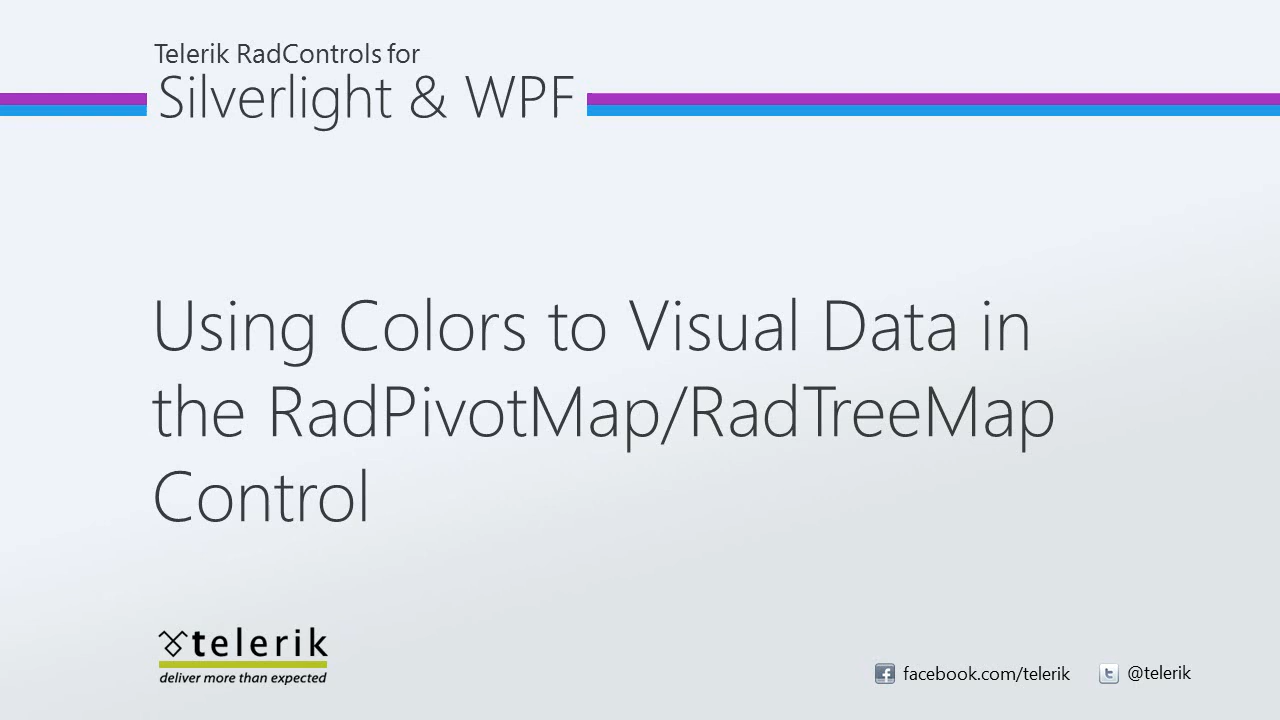 Telerik RadControls for
Silverlight & WPF
Using Colors to Visual Data in
the RadPivotMap/RadTreeMap
Control
telerik
deliver more than expected
facebook.com/telerik
@telerik